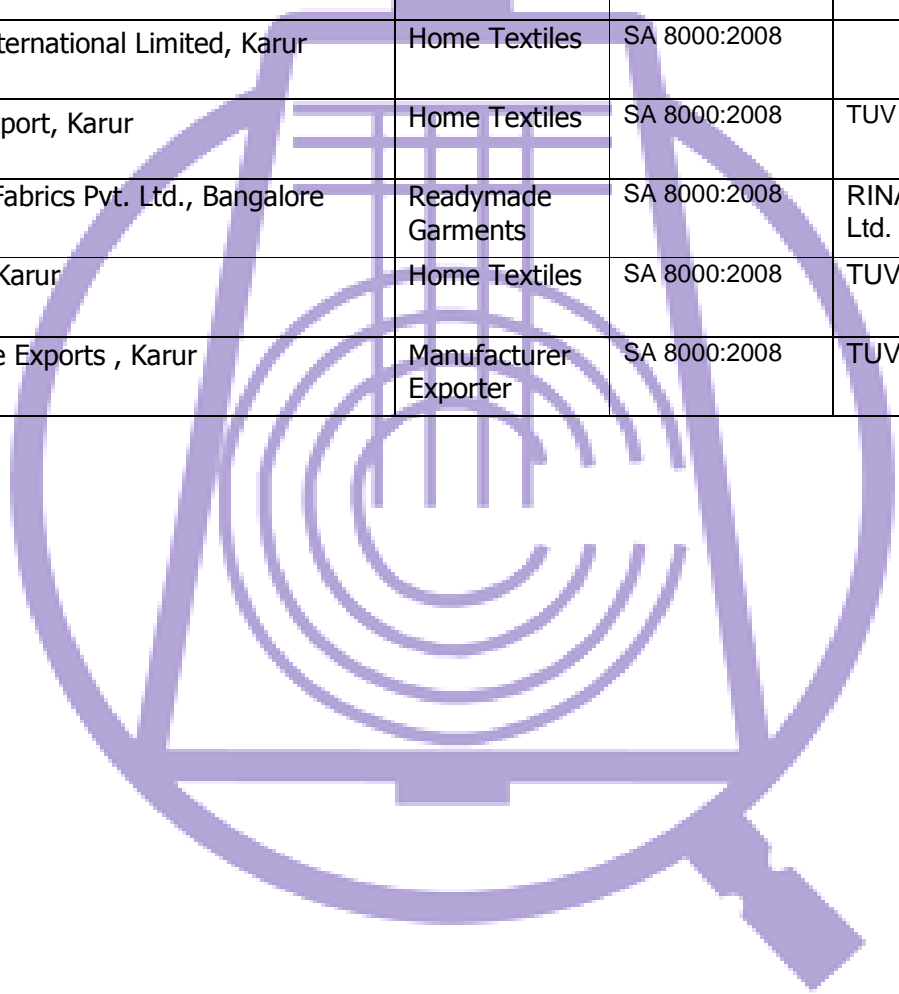 ternational Limited, Karur Home Textiles SA 8000:2008
port, Karur Home Textiles SA 8000:2008 TUV
Fabrics Pvt. Ltd., Bangalore Readymade SA 8000:2008 RINA
Garments Ltd.
Karur Home Textiles SA 8000:2008 TUV
e Exports , Karur Manufacturer SA 8000:2008 TUV
Exporter